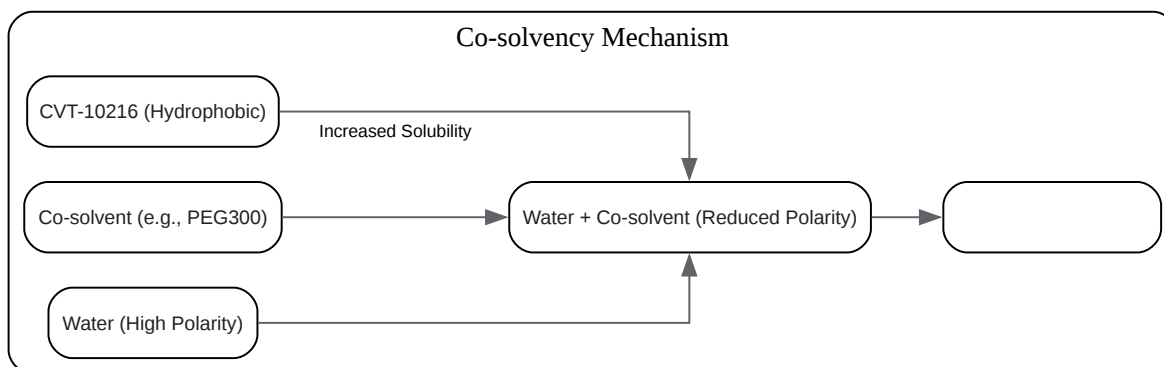 Co-solvency Mechanism
CVT-10216 (Hydrophobic)
Increased Solubility
Co-solvent (e.g., PEG300)
Water + Co-solvent (Reduced Polarity)
Water (High Polarity)